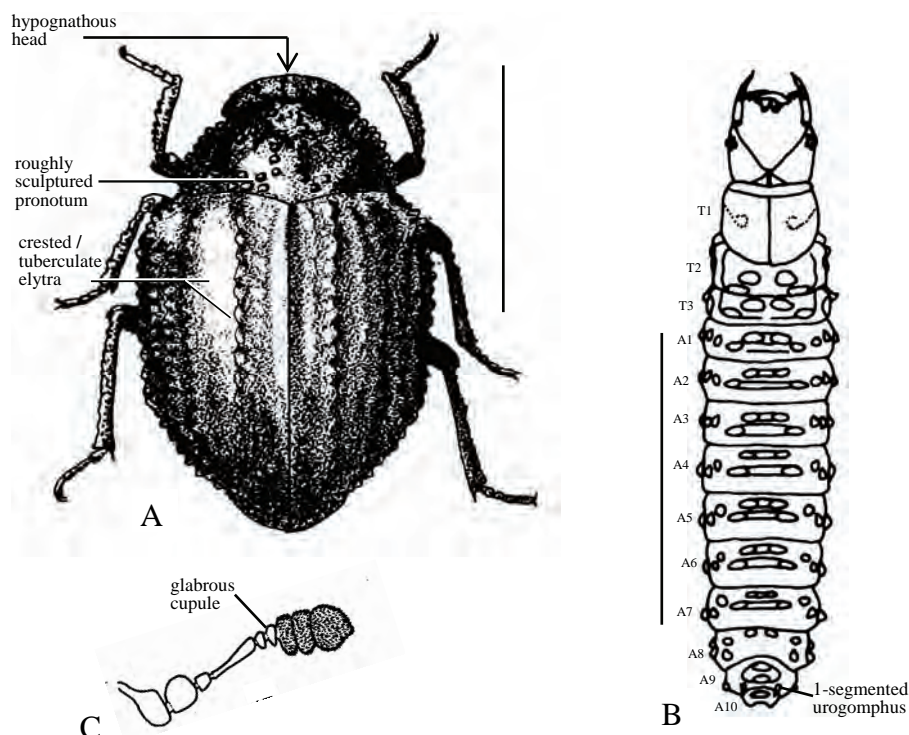 hypognathous
head
roughly
sculptured
pronotum
crested /
tuberculate
elytra
A
glabrous
cupule
C
T1
T2
T3
A1
A2
A3
A4
A5
A6
A7
A8
A9
A10
1-segmented
urogomphus
B